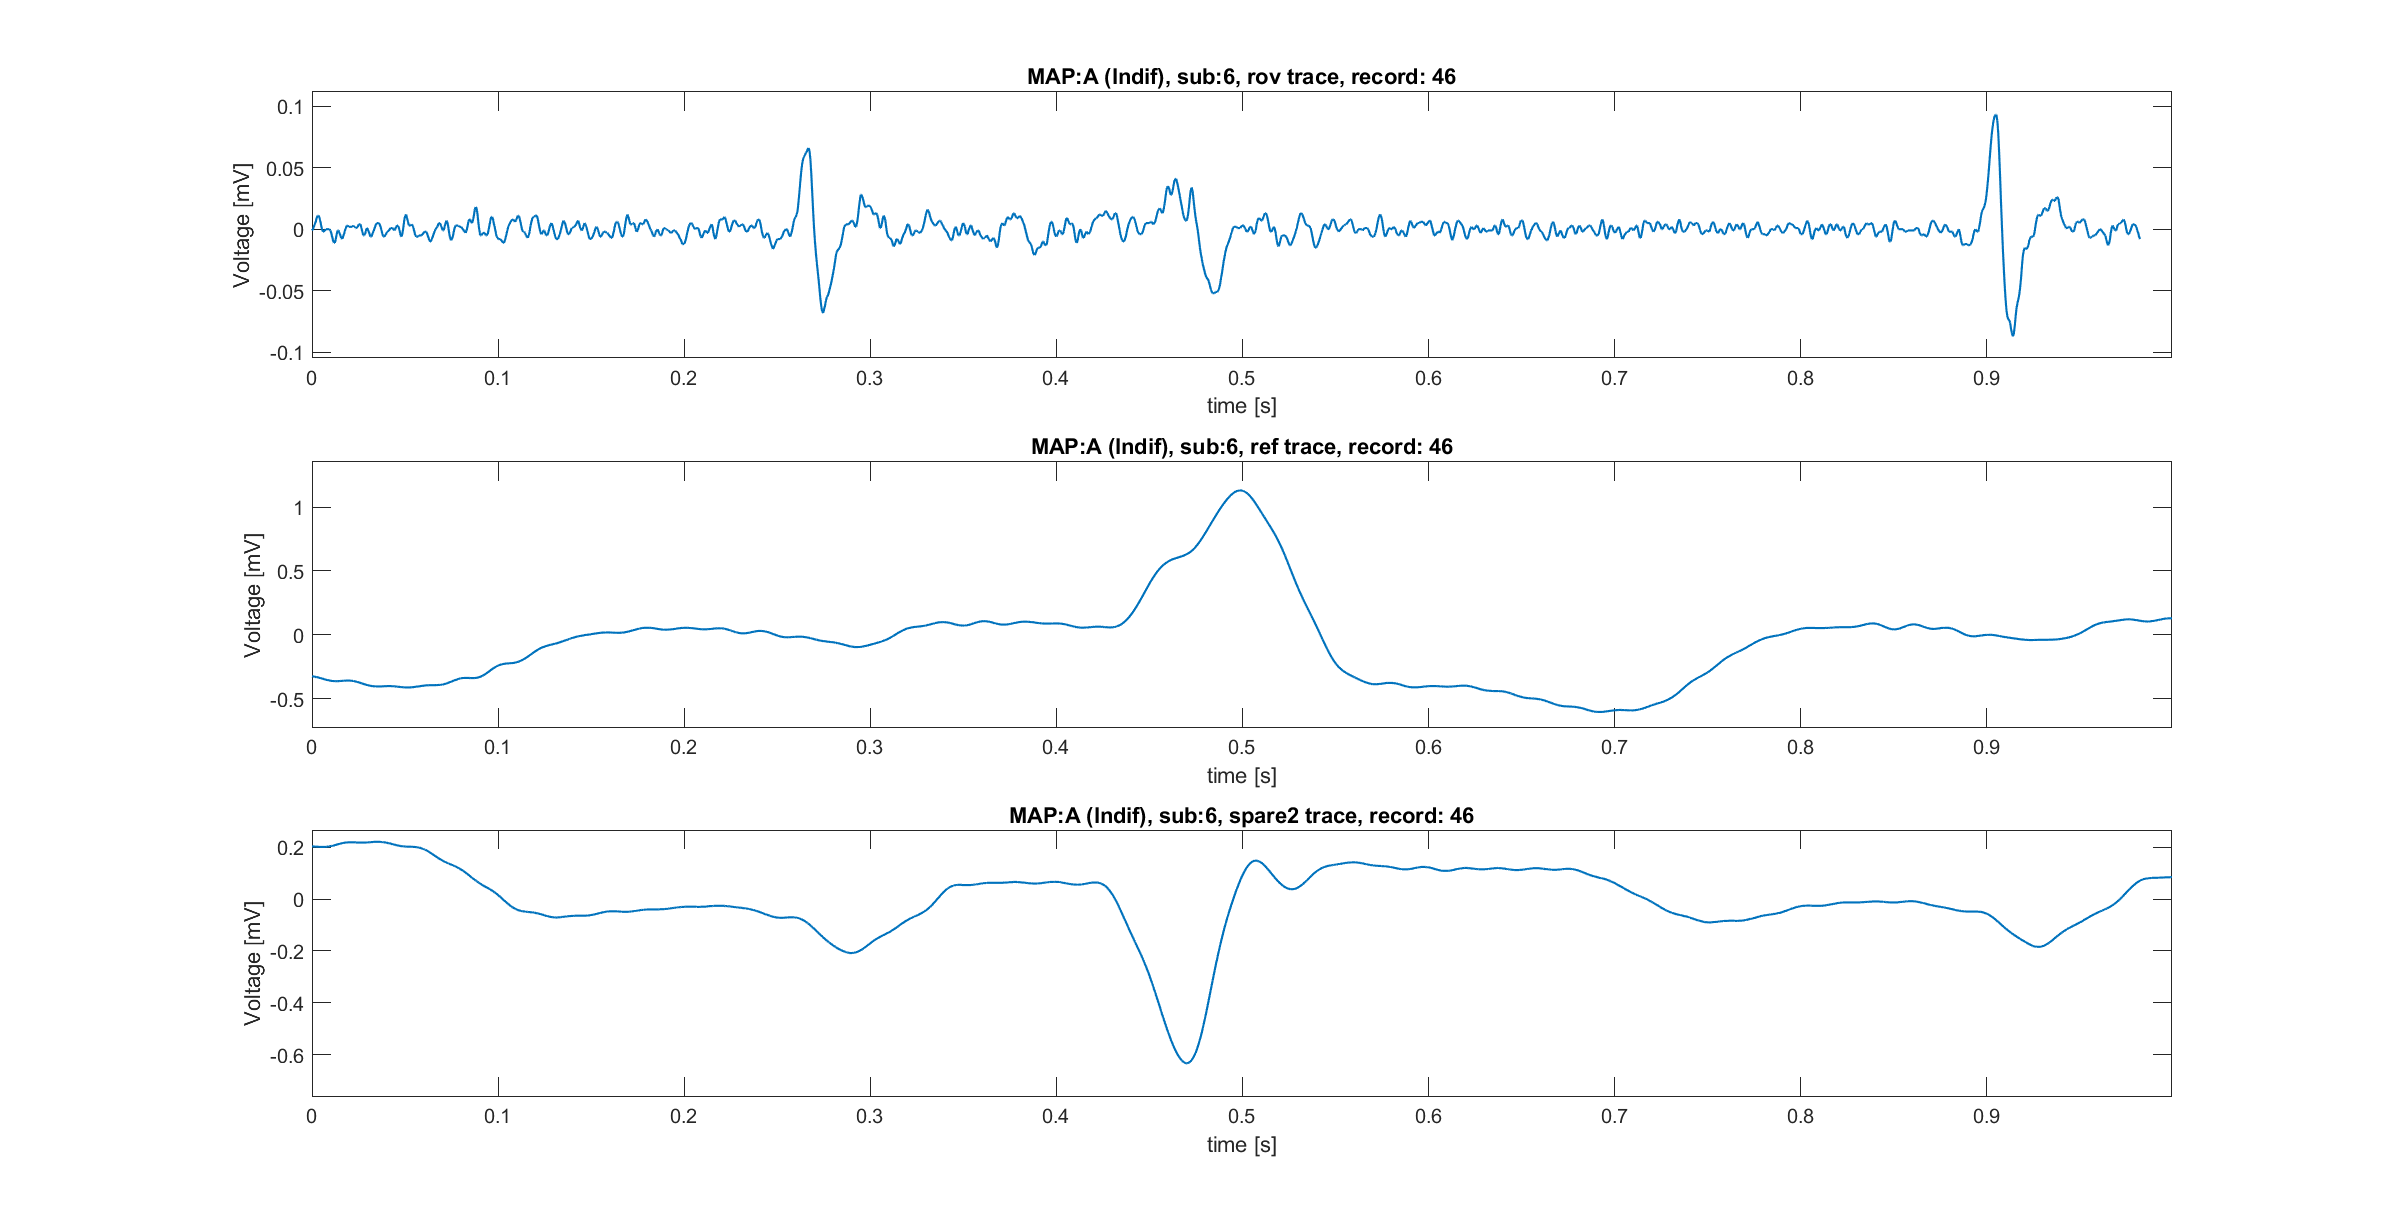 MAP:A (Indif), sub:6, rov trace, record: 46
Voltage [mV]
0.1
0.05
0
-0.05
-0.1
0 0.1 0.2 0.3 0.4 0.5 0.6 0.7 0.8 0.9
time [s]
MAP:A (Indif), sub:6, ref trace, record: 46
Voltage [mV]
1
0.5
0
-0.5
0 0.1 0.2 0.3 0.4 0.5 0.6 0.7 0.8 0.9
time [s]
MAP:A (Indif), sub:6, spare2 trace, record: 46
Voltage [mV]
0.2
0
-0.2
-0.4
-0.6
0 0.1 0.2 0.3 0.4 0.5 0.6 0.7 0.8 0.9
time [s]